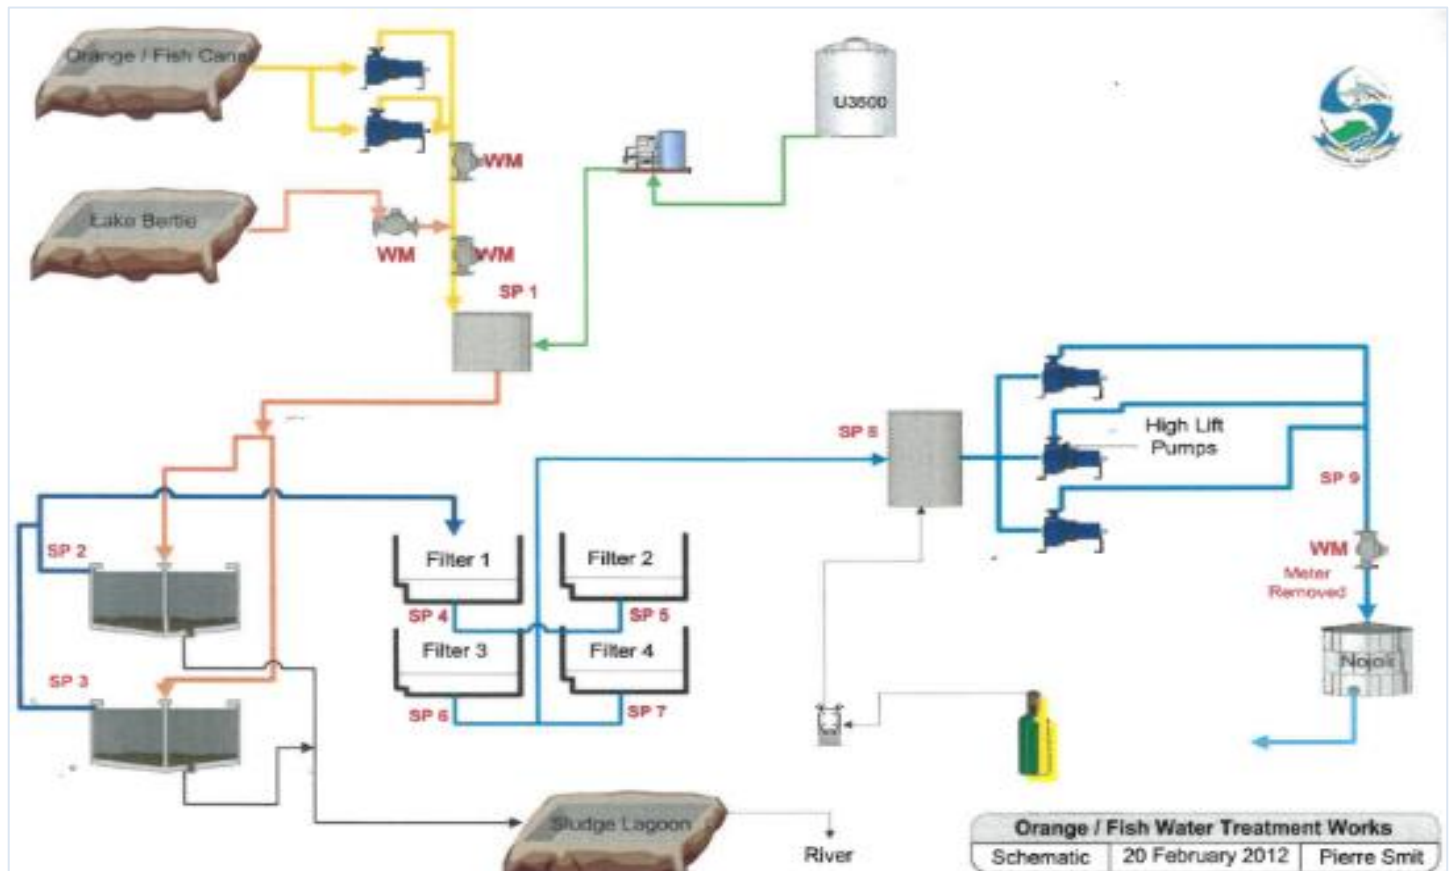 Orange / Fish Canal
U3500
WM
Lake Bertie
WM
WM
SP 1
SP 8
High Lift
Pumps
SP 9
SP 2
Filter 1
Filter 2
WM
Meter
Removed
SP 4
SP 5
Filter 3
Filter 4
SP 3
SP 6
SP 7
Sludge Lagoon
River
Orange / Fish Water Treatment Works
Schematic 20 February 2012 Pierre Smit